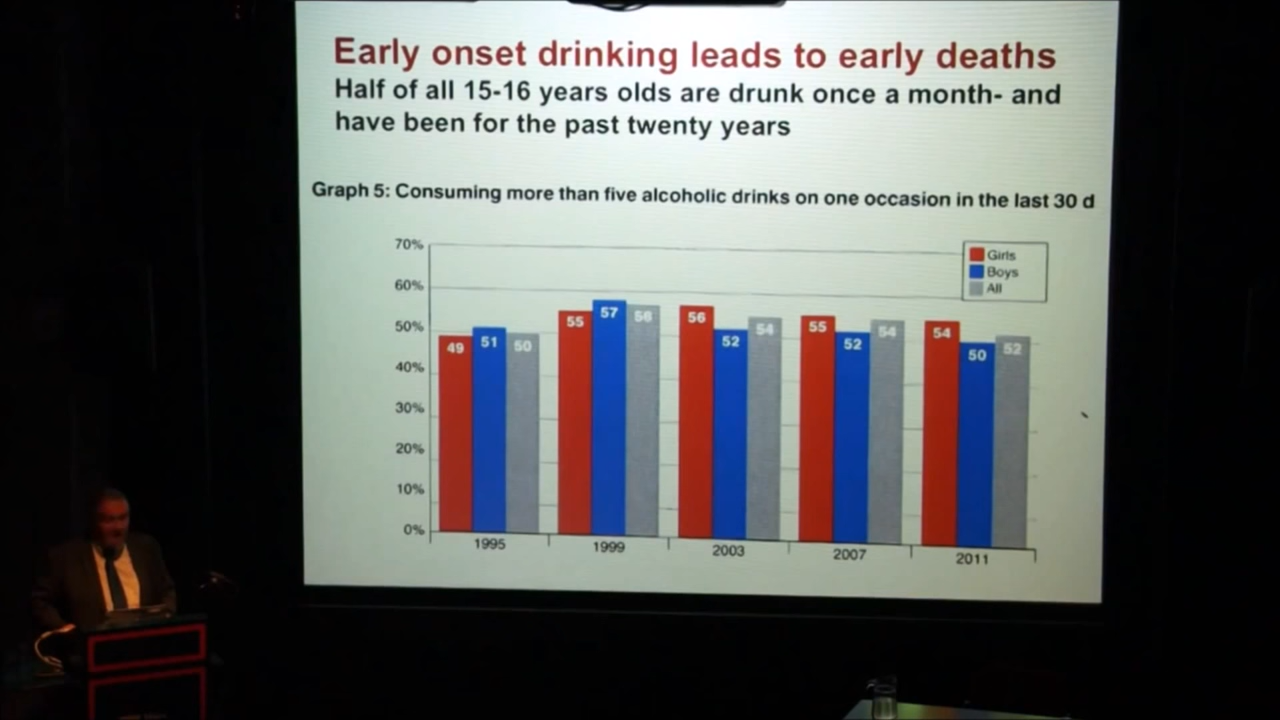 Early onset drinking leads to early deaths
Half of all 15-16 years olds are drunk once a month- and
have been for the past twenty years
Graph 5: Consuming more than five alcoholic drinks on one occasion in the last 30 d
70%
60%
50%
40%
30%
20%
10%
0%
Girls
Boys
All
49 51 50
55 57 56
56 52 54
55 52 54
54 50 52
1995 1999 2003 2007 2011